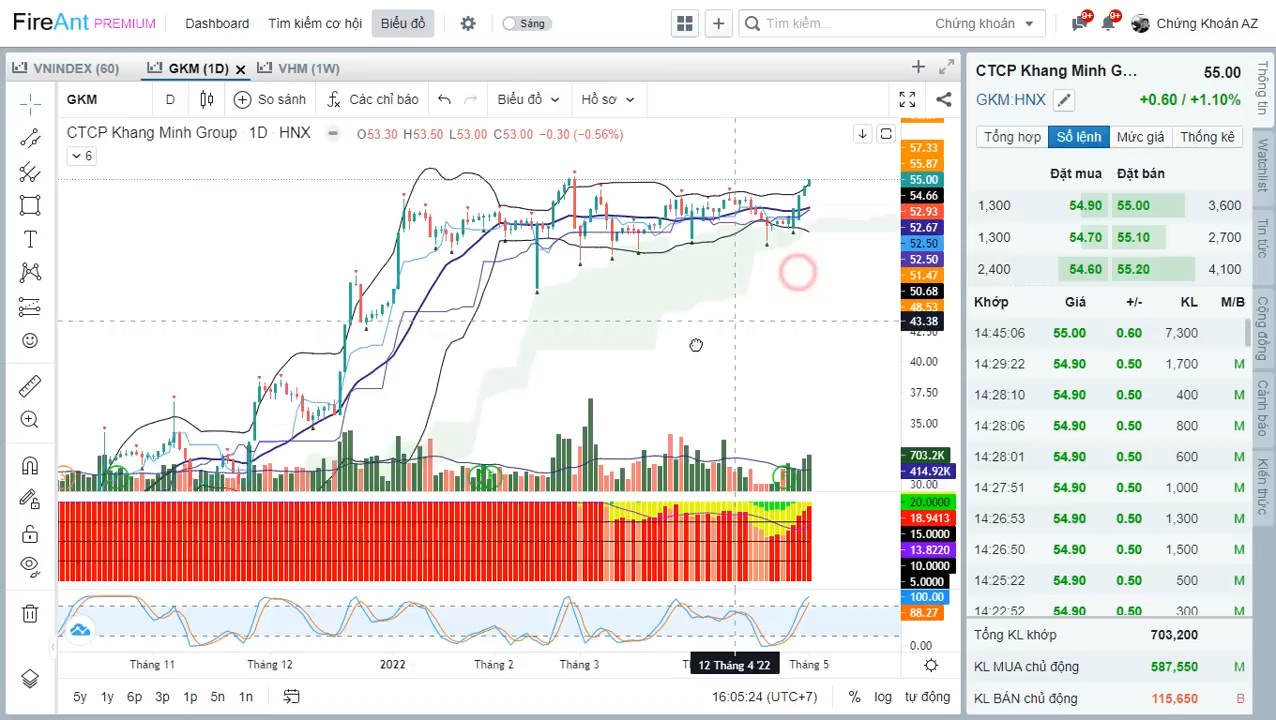 FireAnt PREMIUM Dashboard Tìm kiếm cơ hội Biểu đồ Sáng Tìm kiếm... Chứng khoán 9+ 9+ Chứng Khoán AZ
VNINDEX (60) GKM (1D) VHM (1W)
GKM D So sánh Các chỉ báo Biểu đồ Hồ sơ
CTCP Khang Minh Group · 1D · HNX O53.30 H53.50 L53.00 C53.00 −0.30 (−0.56%)
6
57.33
55.87
55.00
54.66
52.93
52.67
52.50
52.50
51.47
50.68
48.53
43.38
42.50
40.00
37.50
35.00
703.2K
414.92K
30.00
20.0000
18.9413
15.0000
13.8220
10.0000
5.0000
100.00
88.27
0.00
Tháng 11 Tháng 12 2022 Tháng 2 Tháng 3 12 Tháng 4 '22 Tháng 5
5y 1y 6p 3p 1p 5n 1n 16:05:24 (UTC+7) % log tự động
CTCP Khang Minh G... 55.00
GKM:HNX +0.60 / +1.10%
Tổng hợp Sổ lệnh Mức giá Thống kê
Đặt mua Đặt bán
1,300 54.90 55.00 3,600
1,300 54.70 55.10 2,700
2,400 54.60 55.20 4,100
Khớp Giá +/- KL M/B
14:45:06 55.00 0.60 7,300
14:29:22 54.90 0.50 1,700 M
14:28:10 54.90 0.50 400 M
14:28:06 54.90 0.50 800 M
14:28:01 54.90 0.50 600 M
14:27:51 54.90 0.50 1,000 M
14:26:53 54.90 0.50 1,300 M
14:26:50 54.90 0.50 1,500 M
14:25:22 54.90 0.50 500 M
14:22:52 54.90 0.50 300 M
Tổng KL khớp 703,200
KL MUA chủ động 587,550 M
KL BÁN chủ động 115,650 B
Thông tin
Watchlist
Tin tức
Cộng đồng
Cảnh báo
Kiến thức